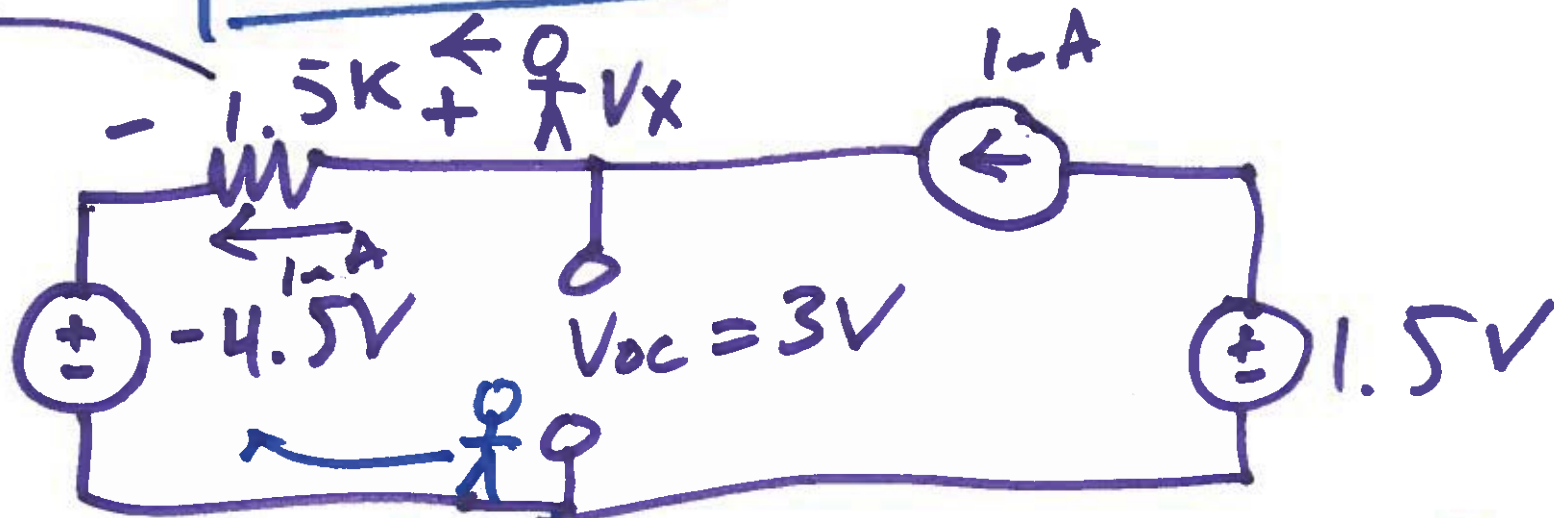 1mA
- 1.5K + ← Vx
←
←
1mA
+
-
-4.5V
Voc = 3V
+
-
1.5V